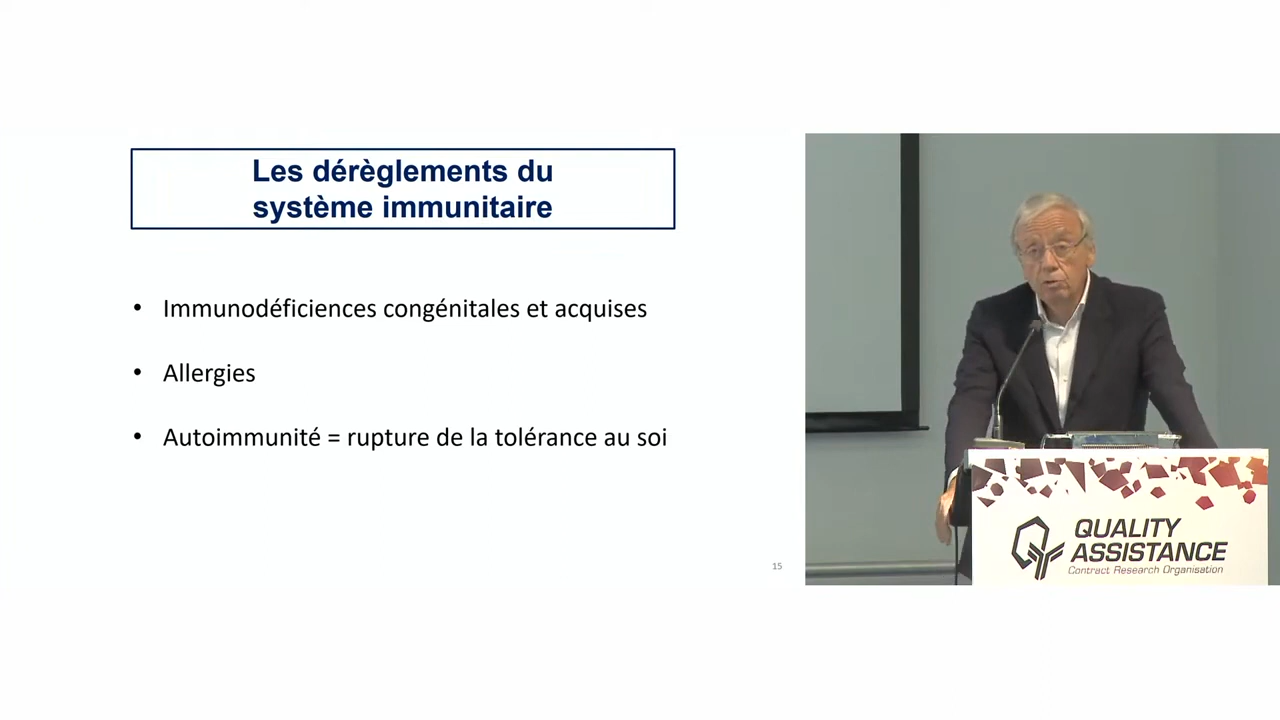 Les dérèglements du
système immunitaire
• Immunodéficiences congénitales et acquises
• Allergies
• Autoimmunité = rupture de la tolérance au soi
15
QUALITY
ASSISTANCE
Contract Research Organisation